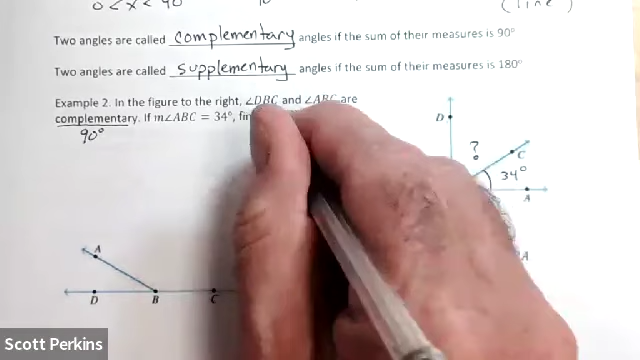 0 < x < 90
(line)
Two angles are called complementary angles if the sum of their measures is 90°
Two angles are called supplementary angles if the sum of their measures is 180°
Example 2. In the figure to the right, ∠DBC and ∠ABC are
complementary. If m∠ABC = 34°,
90°
D
?
C
34°
A
A
A
D
B
C
Scott Perkins